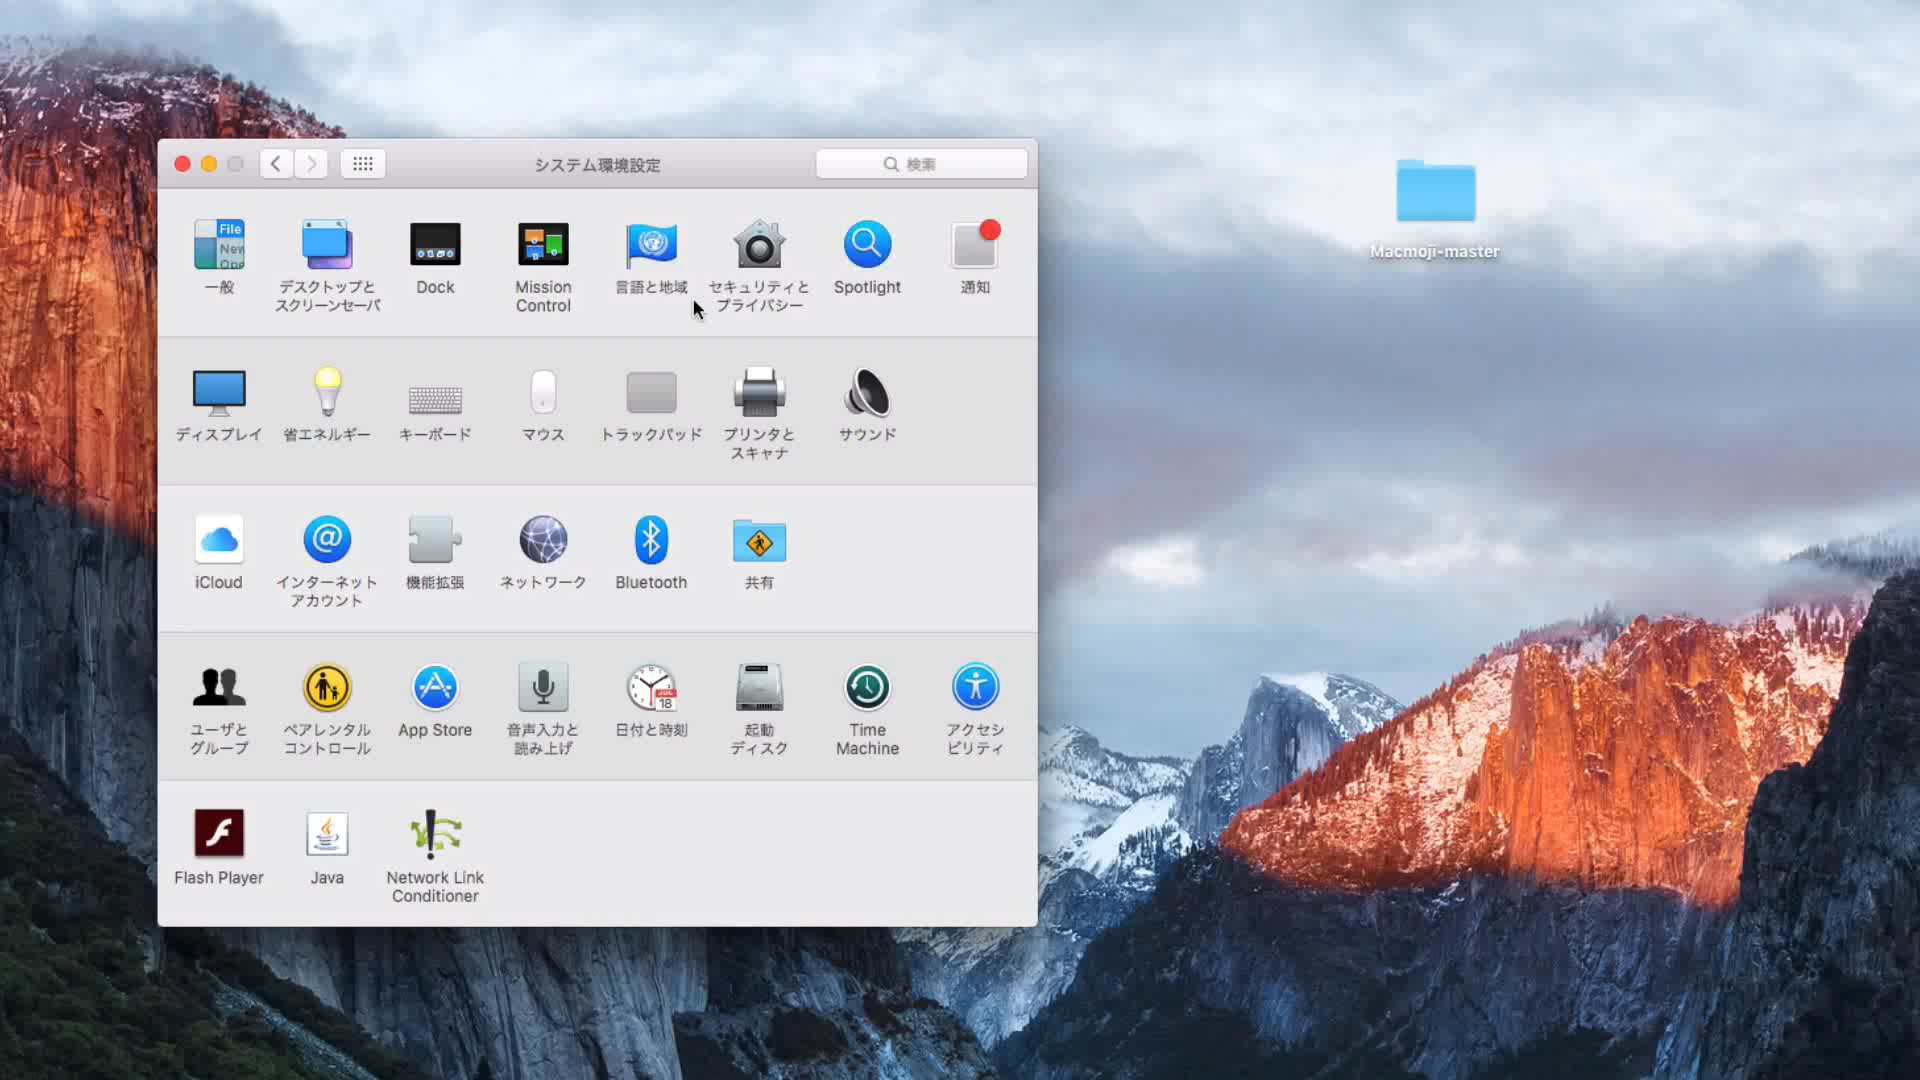 システム環境設定
検索
Macmoji-master
File
New
Ope
一般
デスクトップと
スクリーンセーバ
Dock
Mission
Control
言語と地域
セキュリティと
プライバシー
Spotlight
通知
ディスプレイ
省エネルギー
キーボード
マウス
トラックパッド
プリンタと
スキャナ
サウンド
iCloud
インターネット
アカウント
機能拡張
ネットワーク
Bluetooth
共有
ユーザと
グループ
ペアレンタル
コントロール
App Store
音声入力と
読み上げ
JUL
18
日付と時刻
起動
ディスク
Time
Machine
アクセシ
ビリティ
Flash Player
Java
Network Link
Conditioner